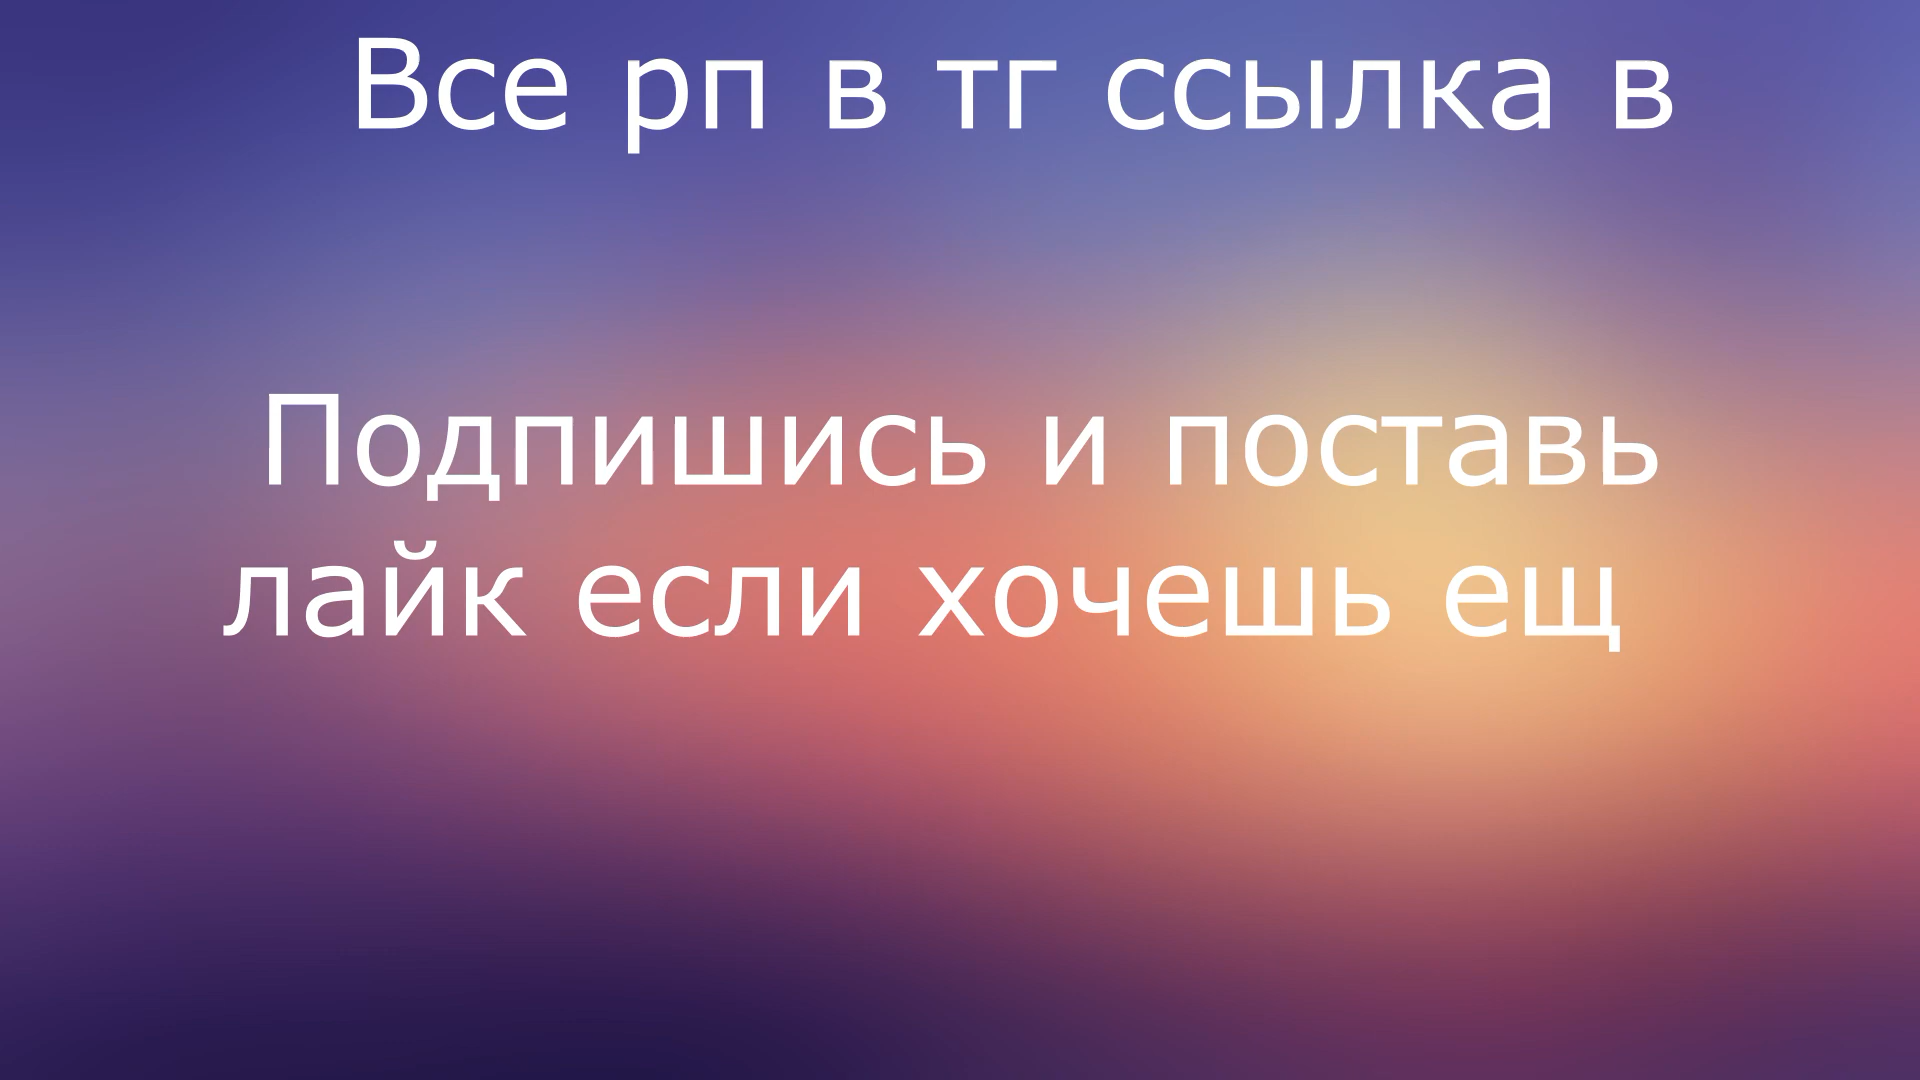 Все рп в тг ссылка в
Подпишись и поставь
лайк если хочешь ещ